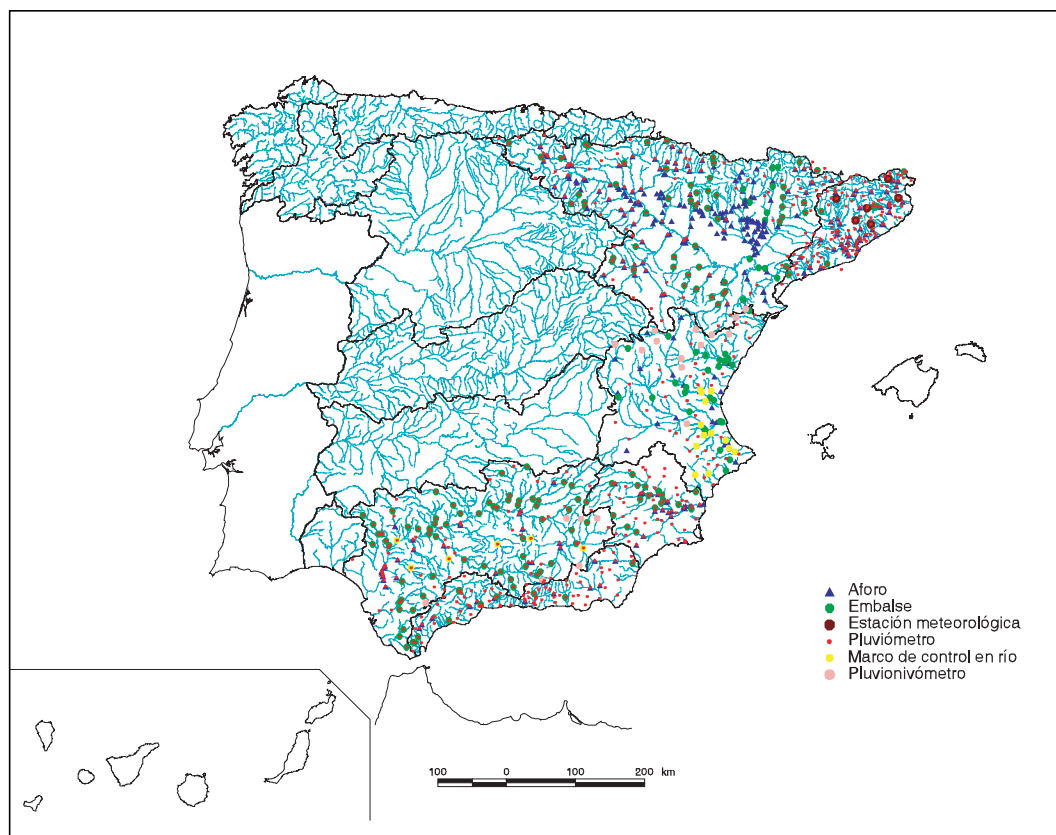 Aforo
Embalse
Estación meteorológica
Pluviómetro
Marco de control en río
Pluvionivómetro
100 0 100 200 km